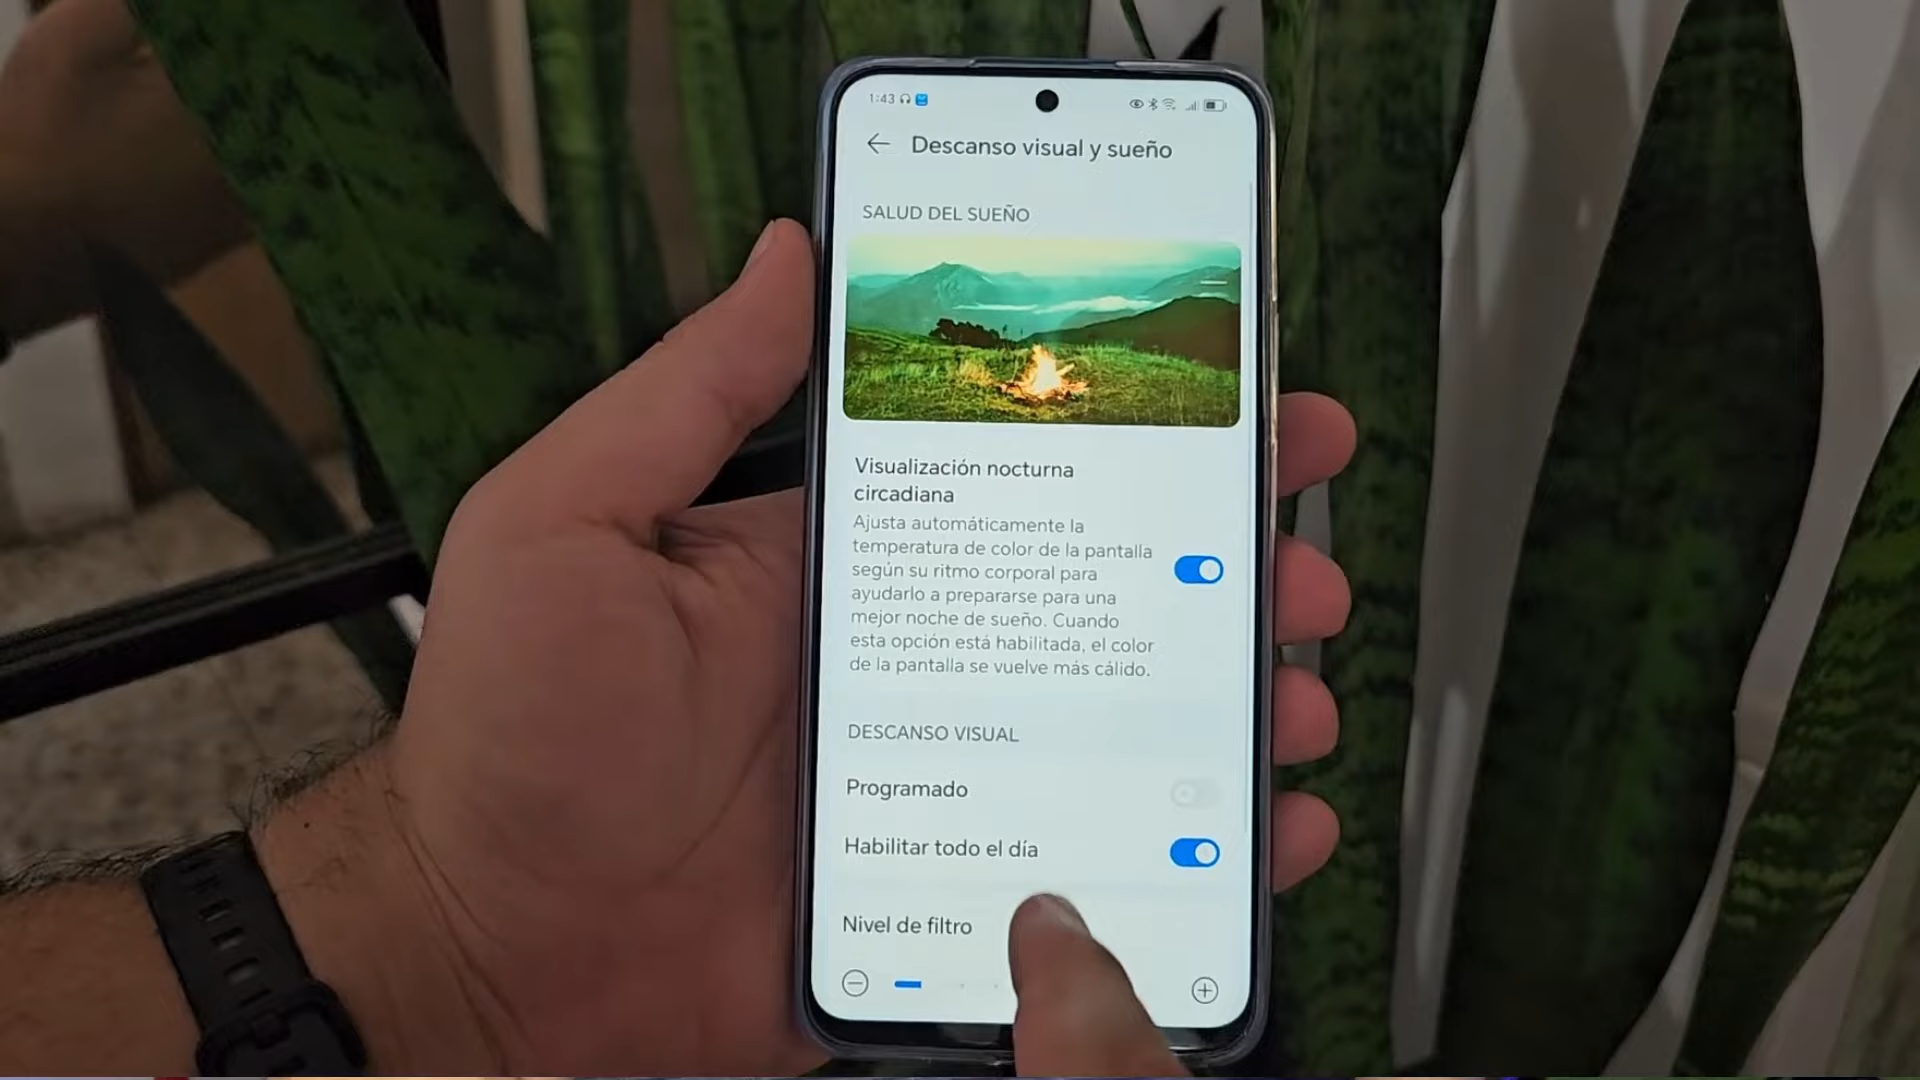 1:43
Descanso visual y sueño
SALUD DEL SUEÑO
Visualización nocturna
circadiana
Ajusta automáticamente la
temperatura de color de la pantalla
según su ritmo corporal para
ayudarlo a prepararse para una
mejor noche de sueño. Cuando
esta opción está habilitada, el color
de la pantalla se vuelve más cálido.
DESCANSO VISUAL
Programado
Habilitar todo el día
Nivel de filtro